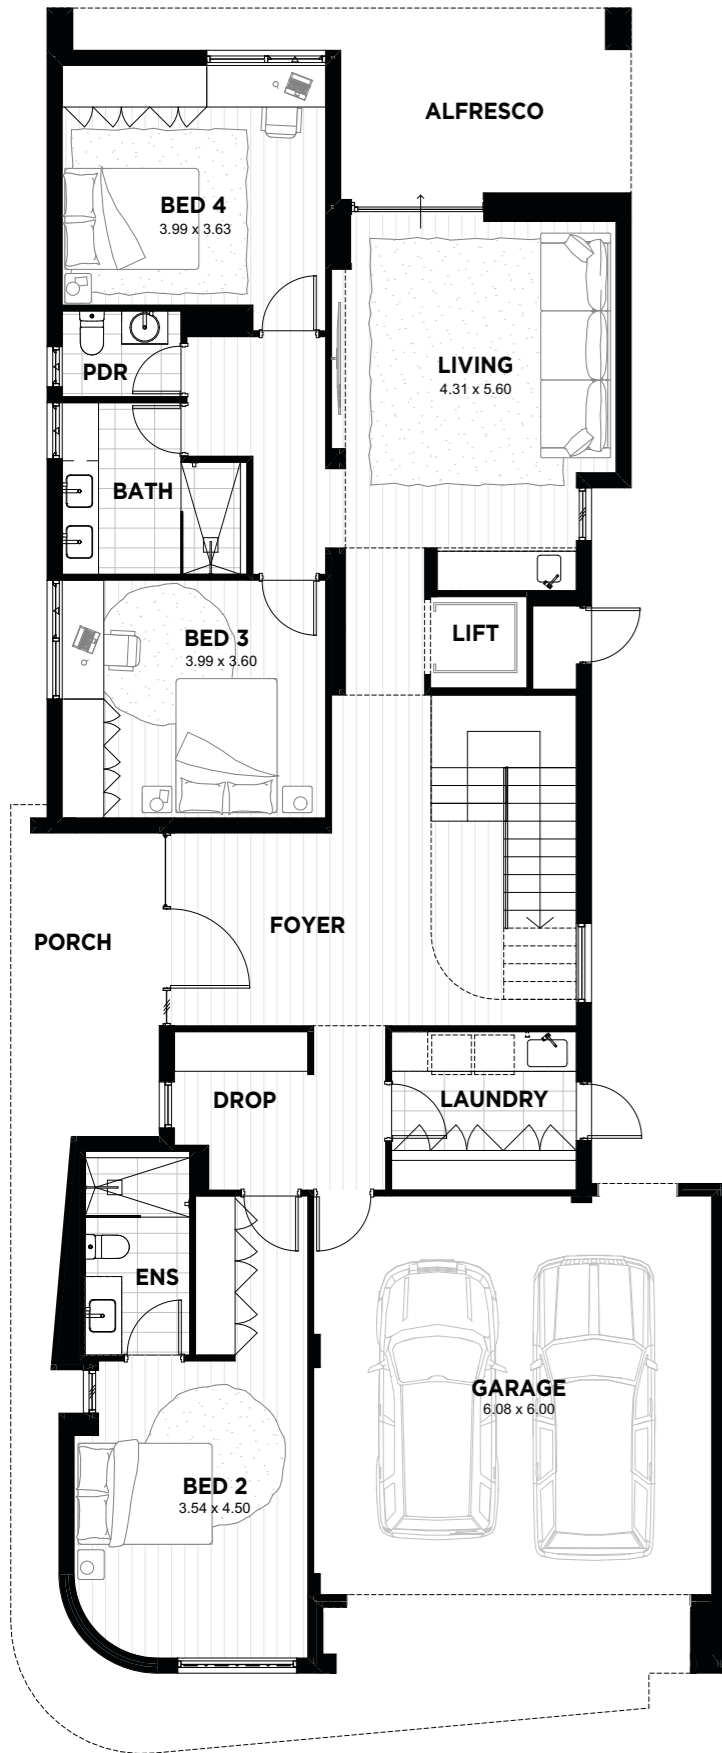 ALFRESCO
BED 4
3.99 x 3.63
LIVING
4.31 x 5.60
PDR
BATH
BED 3
3.99 x 3.60
LIFT
FOYER
PORCH
DROP
LAUNDRY
ENS
GARAGE
6.08 x 6.00
BED 2
3.54 x 4.50